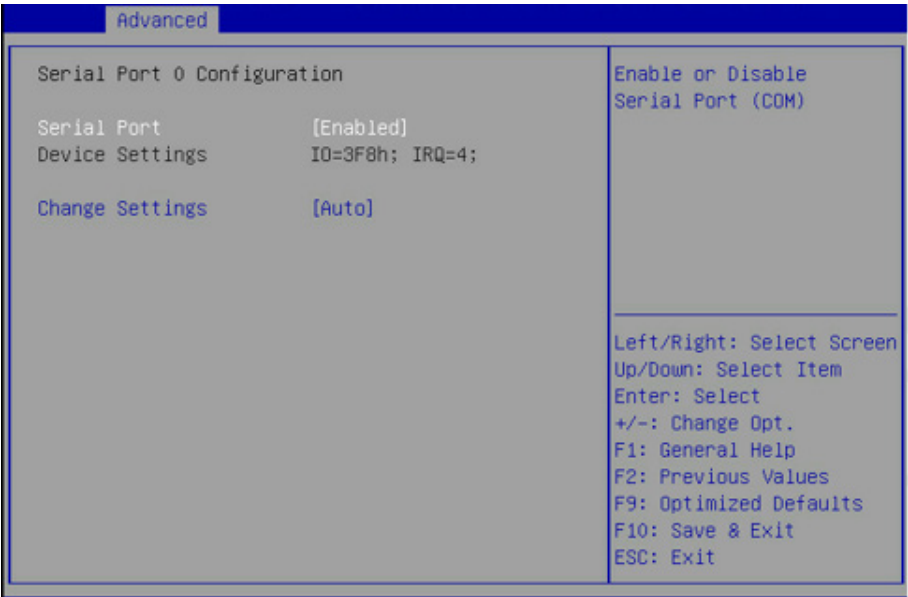 Advanced
Serial Port 0 Configuration
Serial Port [Enabled]
Device Settings IO=3F8h; IRQ=4;
Change Settings [Auto]
Enable or Disable
Serial Port (COM)
Left/Right: Select Screen
Up/Down: Select Item
Enter: Select
+/-: Change Opt.
F1: General Help
F2: Previous Values
F9: Optimized Defaults
F10: Save & Exit
ESC: Exit